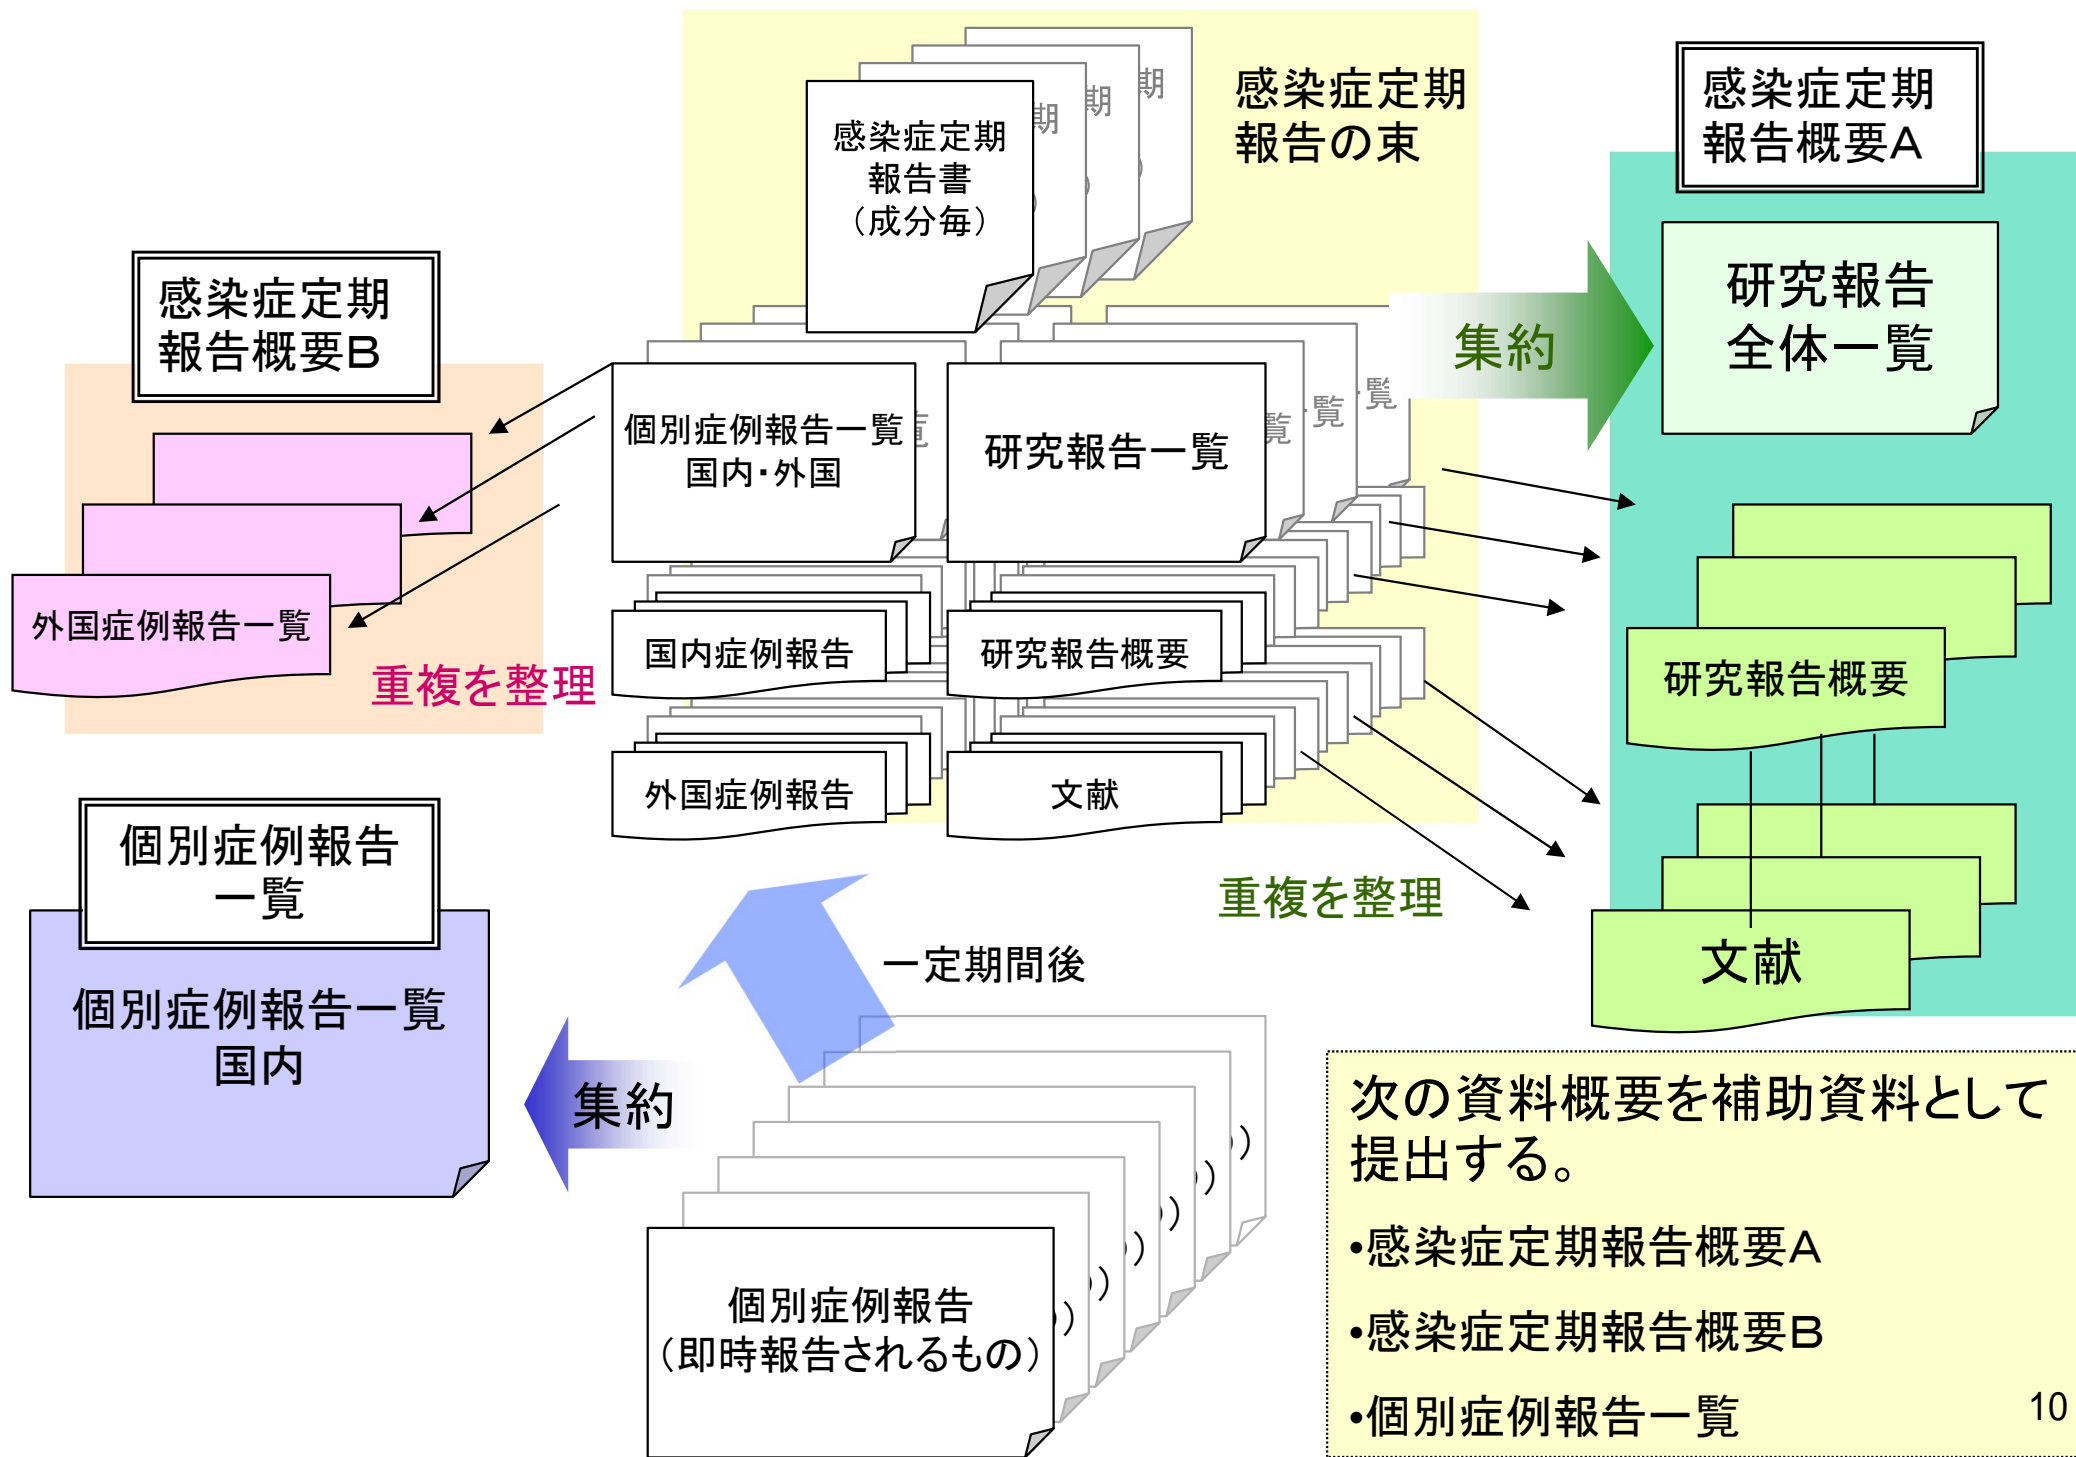 感染症定期
報告の束
感染症定期
報告書
（成分毎）
期
期
期
感染症定期
報告概要A
研究報告
全体一覧
集約
感染症定期
報告概要B
個別症例報告一覧
国内・外国
研究報告一覧
覧
一覧
一覧
外国症例報告一覧
重複を整理
国内症例報告
研究報告概要
研究報告概要
外国症例報告
文献
重複を整理
文献
個別症例報告
一覧
個別症例報告一覧
国内
集約
一定期間後
個別症例報告
（即時報告されるもの）
次の資料概要を補助資料として
提出する。
•感染症定期報告概要A
•感染症定期報告概要B
•個別症例報告一覧
10